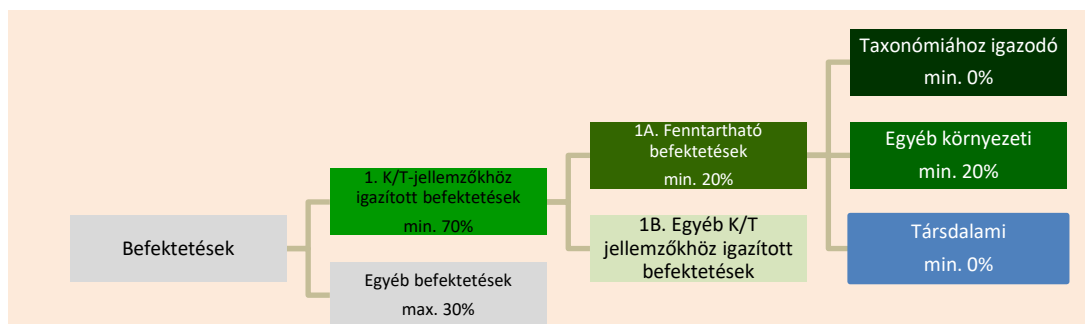 Befektetések
1. K/T-jellemzőkhöz
igazított befektetések
min. 70%
Egyéb befektetések
max. 30%
1A. Fenntartható
befektetések
min. 20%
1B. Egyéb K/T
jellemzőkhöz igazított
befektetések
Taxonómiához igazodó
min. 0%
Egyéb környezeti
min. 20%
Társdalami
min. 0%